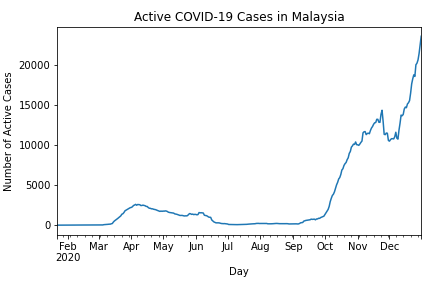 Active COVID-19 Cases in Malaysia
Number of Active Cases
20000
15000
10000
5000
0
Feb Mar Apr May Jun Jul Aug Sep Oct Nov Dec
2020
Day